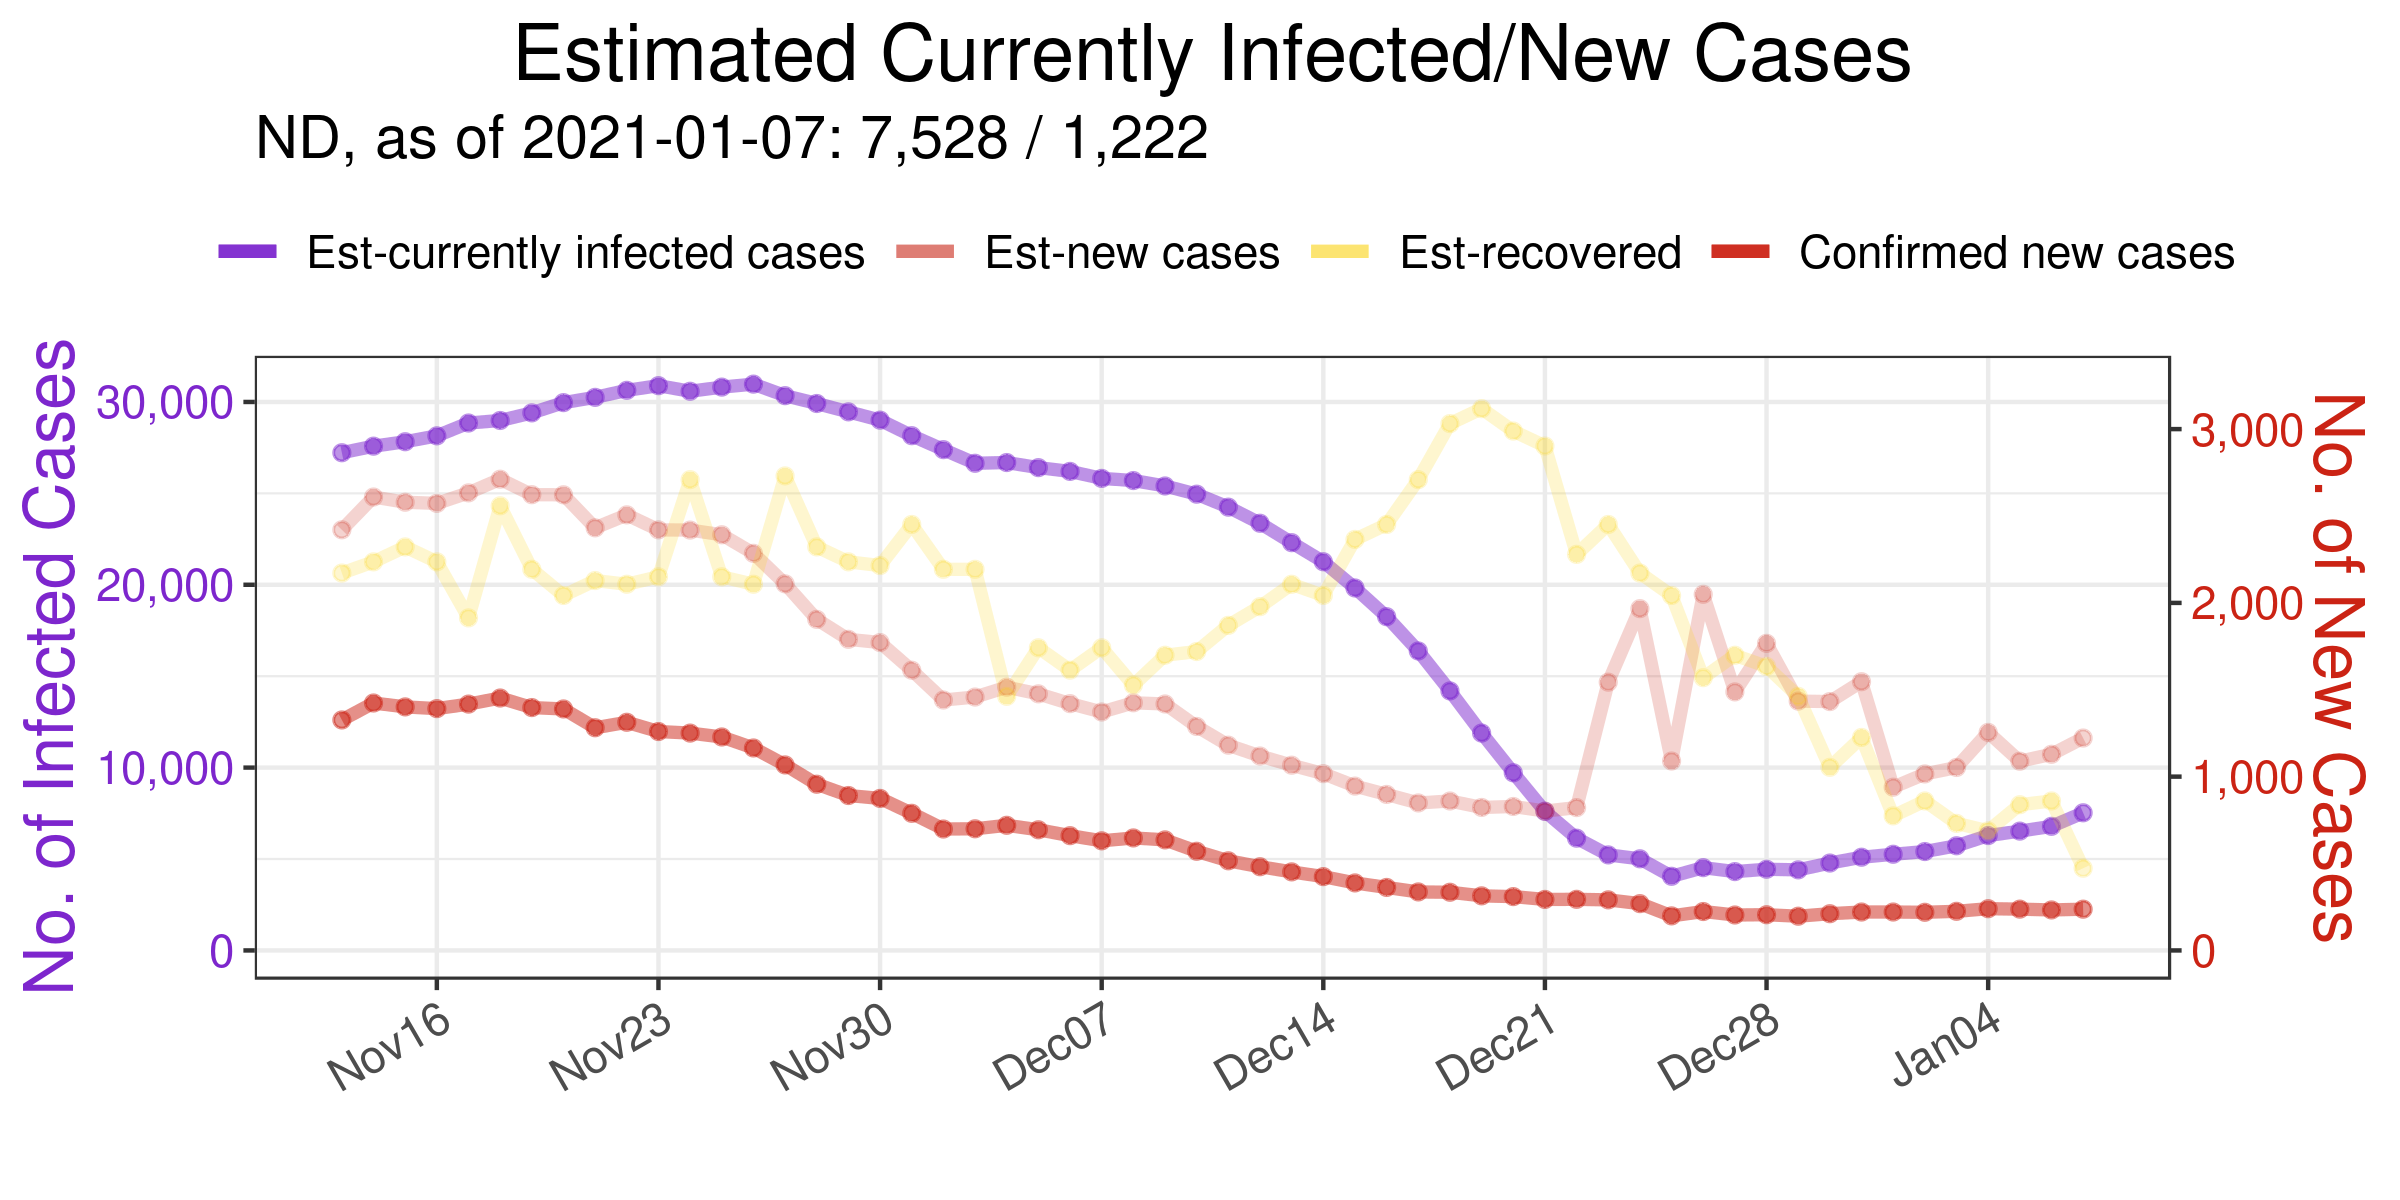 Estimated Currently Infected/New Cases
ND, as of 2021-01-07: 7,528 / 1,222
Est-currently infected cases Est-new cases Est-recovered Confirmed new cases
No. of Infected Cases
30,000
20,000
10,000
0
3,000
2,000
1,000
0
No. of New Cases
Nov16 Nov23 Nov30 Dec07 Dec14 Dec21 Dec28 Jan04